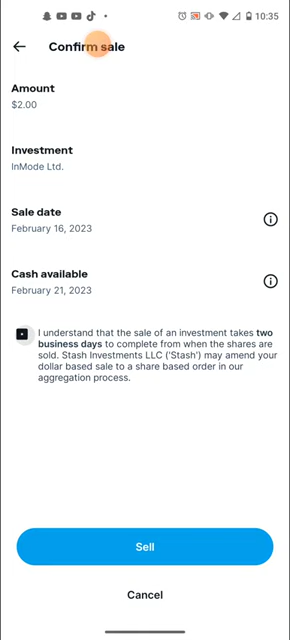 10:35
Confirm sale
Amount
$2.00
Investment
InMode Ltd.
Sale date
February 16, 2023
Cash available
February 21, 2023
I understand that the sale of an investment takes two
business days to complete from when the shares are
sold. Stash Investments LLC ('Stash') may amend your
dollar based sale to a share based order in our
aggregation process.
Sell
Cancel